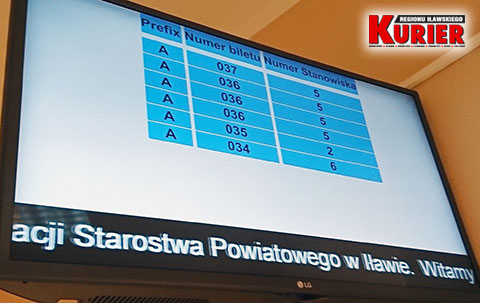 REGIONU IŁAWSKIEGO
KURIER
Prefix Numer biletu Numer Stanowiska
A 037 5
A 036 5
A 036 5
A 036 5
A 035 2
A 034 6
acji Starostwa Powiatowego w Iławie. Witamy
LG